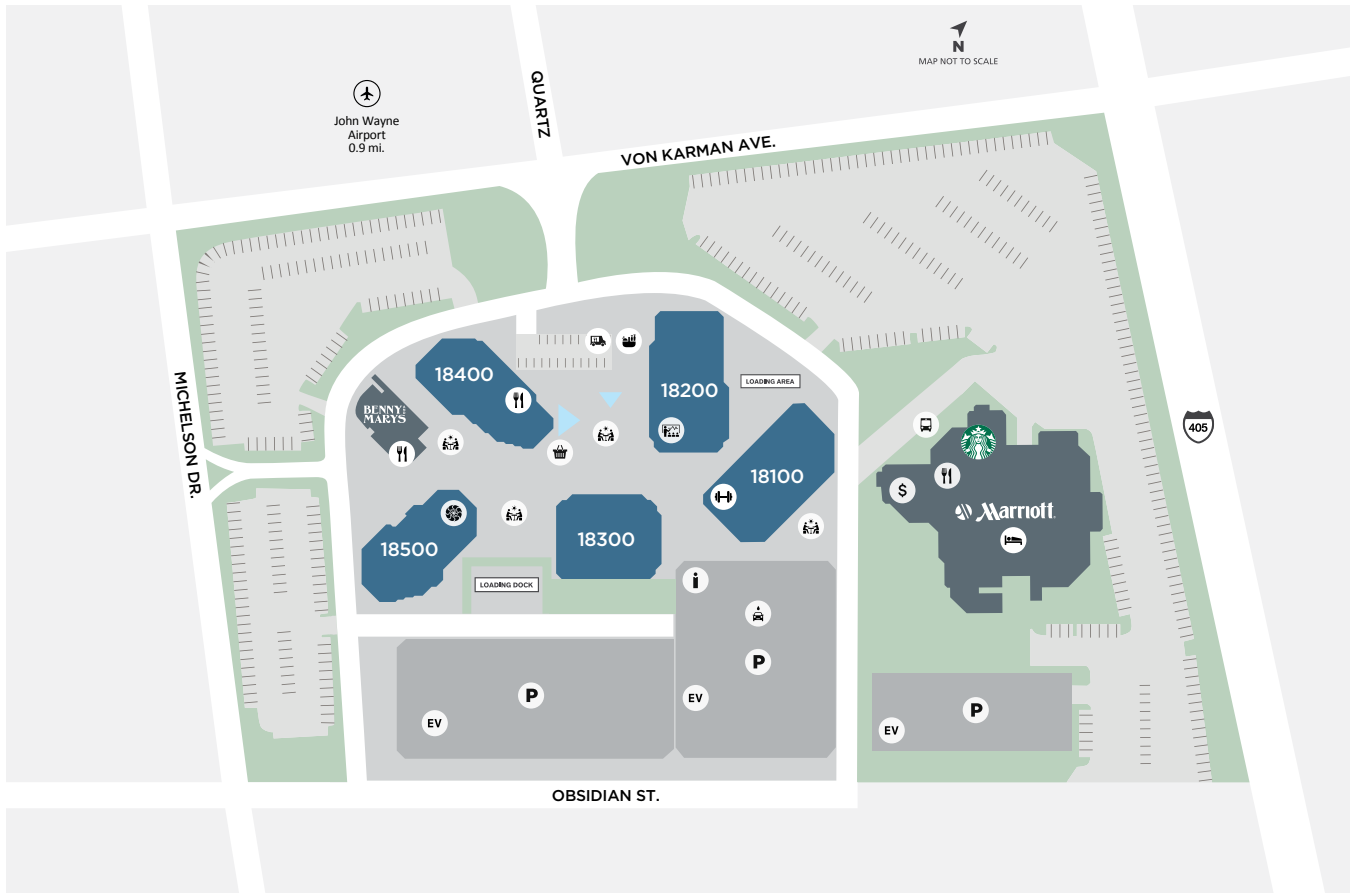 N
MAP NOT TO SCALE
QUARTZ
John Wayne
Airport
0.9 mi.
VON KARMAN AVE.
MICHELSON DR.
18400
18200
LOADING AREA
BENNY THE
MARYS
405
18100
$
Marriott
18500
18300
LOADING DOCK
i
P
EV
P
EV
P
EV
OBSIDIAN ST.